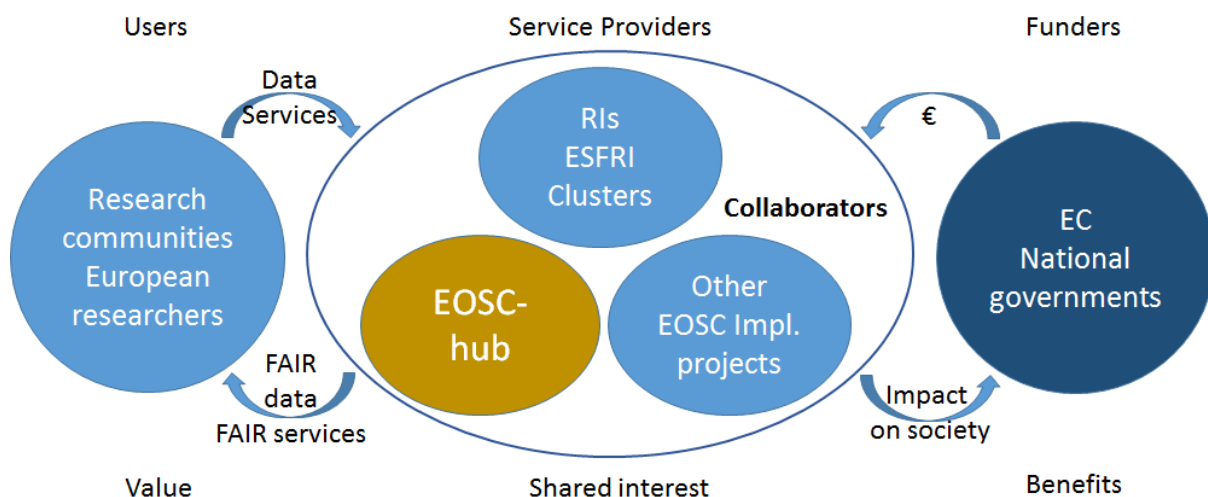 Users
Service Providers
Funders
Data
Services
€
RIs
ESFRI
Clusters
Collaborators
Research
communities
European
researchers
EC
National
governments
EOSC-
hub
Other
EOSC Impl.
projects
FAIR
data
FAIR services
Impact
on society
Value
Shared interest
Benefits